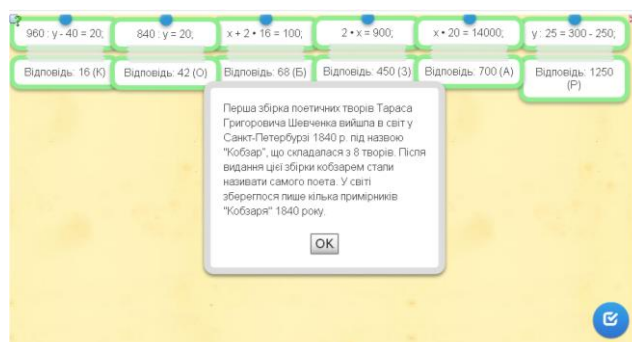 960 : y - 40 = 20;
840 : y = 20;
x + 2 • 16 = 100;
2 • x = 900;
x • 20 = 14000;
y : 25 = 300 - 250;
Відповідь: 16 (К)
Відповідь: 42 (О)
Відповідь: 68 (Б)
Відповідь: 450 (З)
Відповідь: 700 (А)
Відповідь: 1250
(Р)
Перша збірка поетичних творів Тараса
Григоровича Шевченка вийшла в світ у
Санкт-Петербурзі 1840 р. під назвою
"Кобзар", що складалася з 8 творів. Після
видання цієї збірки кобзарем стали
називати самого поета. У світі
збереглося лише кілька примірників
"Кобзаря" 1840 року.
OK